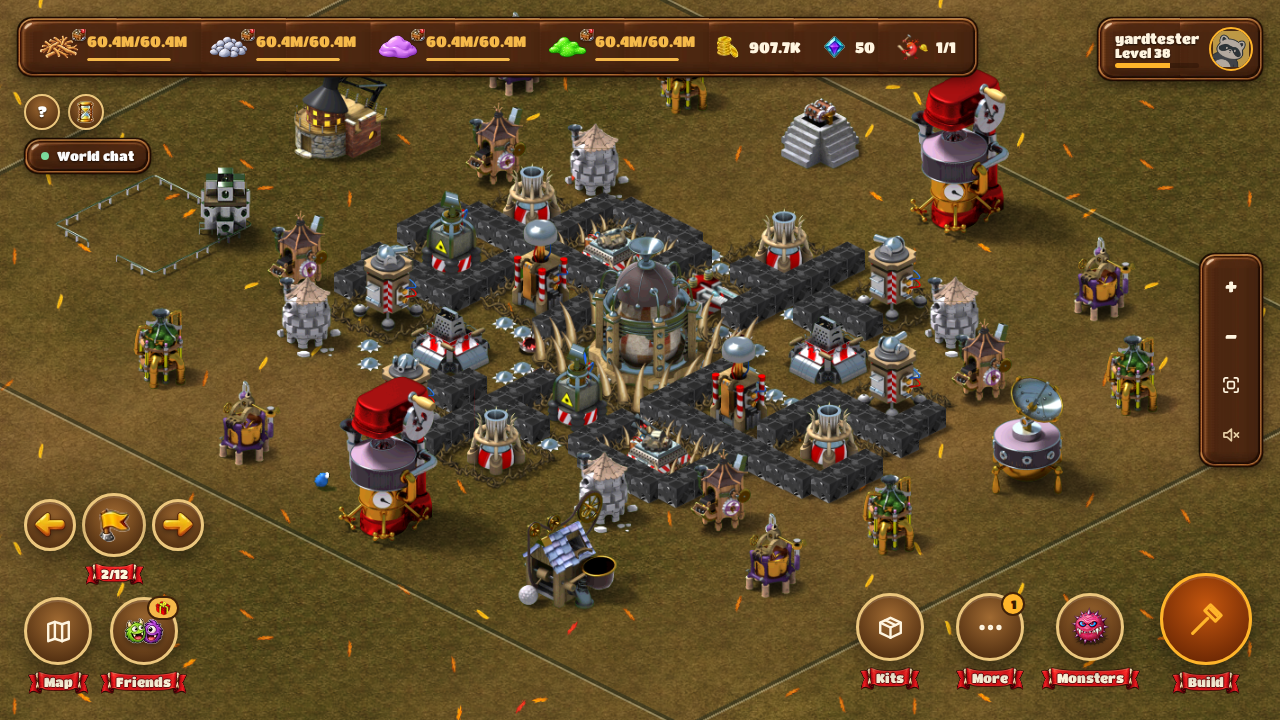 60.4M/60.4M
60.4M/60.4M
60.4M/60.4M
60.4M/60.4M
907.7K
50
1/1
yardtester
Level 38
?
World chat
2/12
Map
Friends
Kits
1
More
Monsters
Build